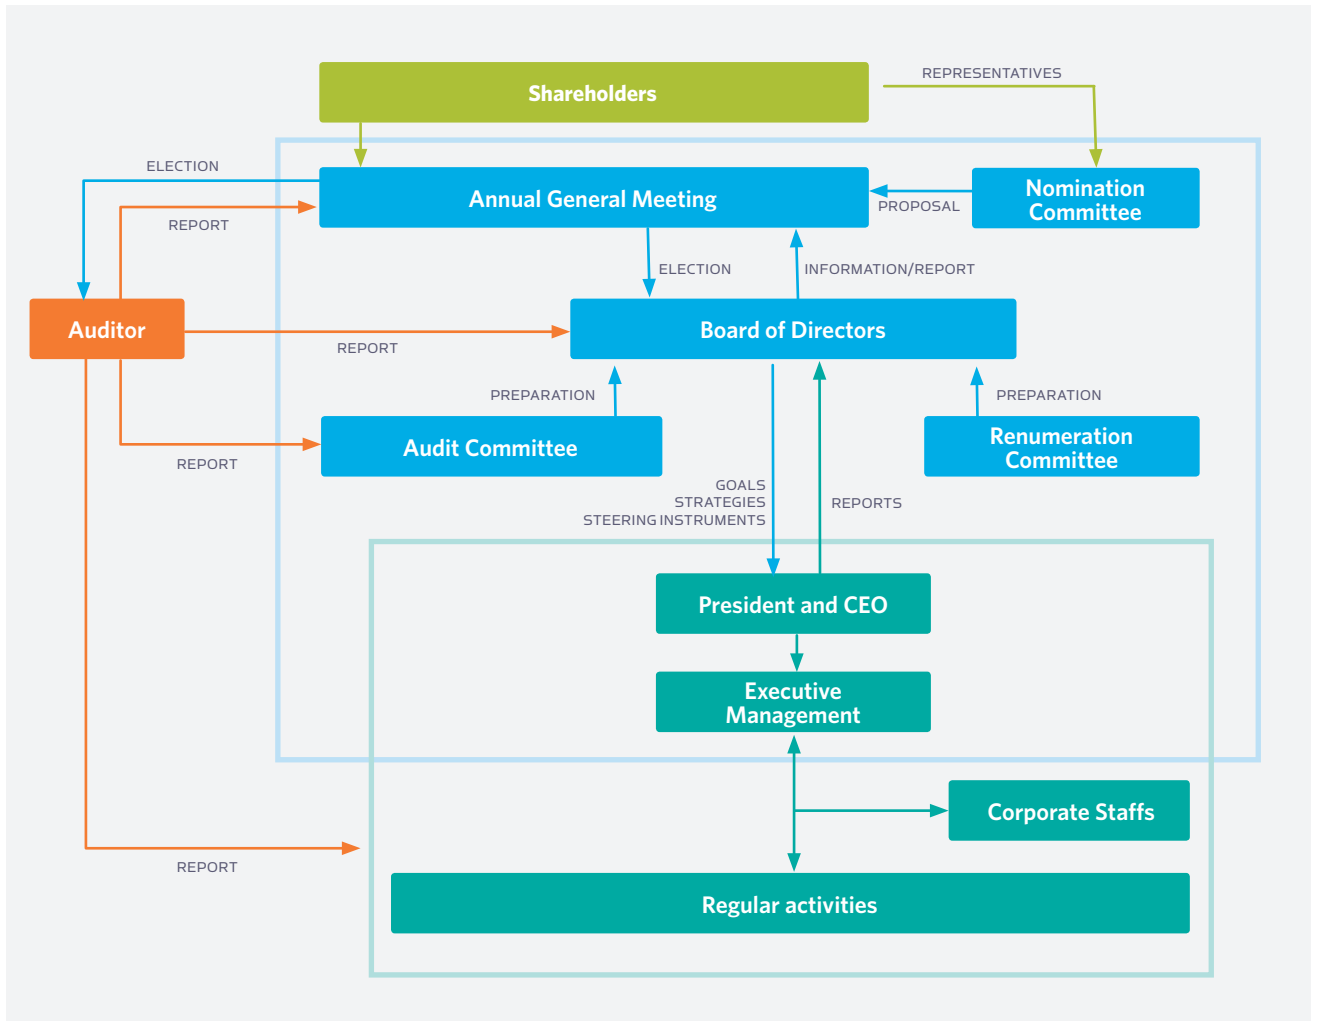 REPRESENTATIVES
Shareholders
ELECTION
Annual General Meeting
Nomination
Committee
PROPOSAL
REPORT
ELECTION
INFORMATION/REPORT
Auditor
Board of Directors
REPORT
PREPARATION
PREPARATION
Audit Committee
Renumeration
Committee
REPORT
GOALS
STRATEGIES
STEERING INSTRUMENTS
REPORTS
President and CEO
Executive
Management
Corporate Staffs
REPORT
Regular activities